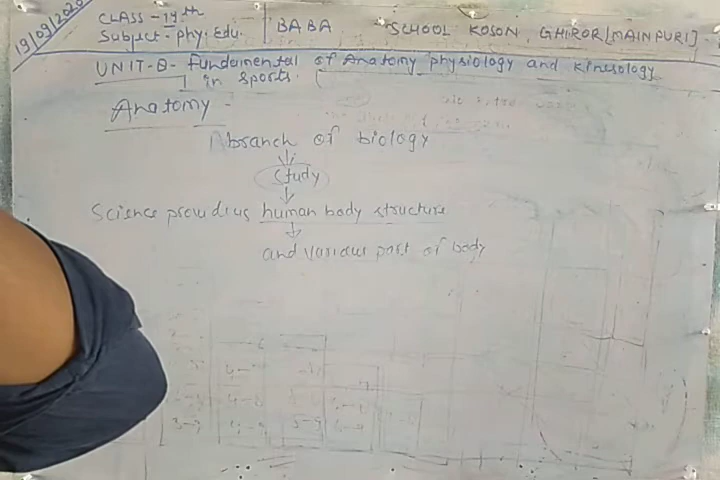 19/09/2020
CLASS - 11th
Subject - phy. Edu.
BABA - SCHOOL KOSON, GHIROR [MAINPURI]
UNIT-8- fundamental of Anatomy physiology and kinesology
in sports.
Anatomy -
branch of biology
study
Science provides human body structure
and various part of body